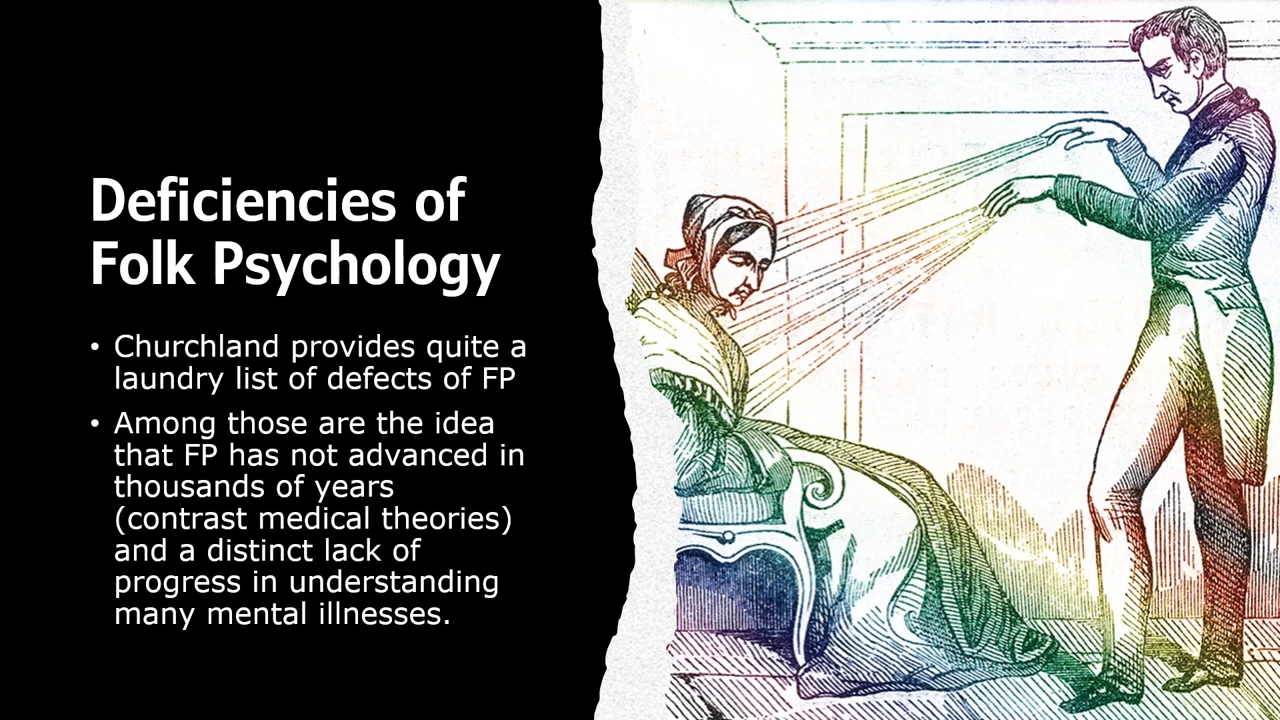 Deficiencies of
Folk Psychology
• Churchland provides quite a
laundry list of defects of FP
• Among those are the idea
that FP has not advanced in
thousands of years
(contrast medical theories)
and a distinct lack of
progress in understanding
many mental illnesses.